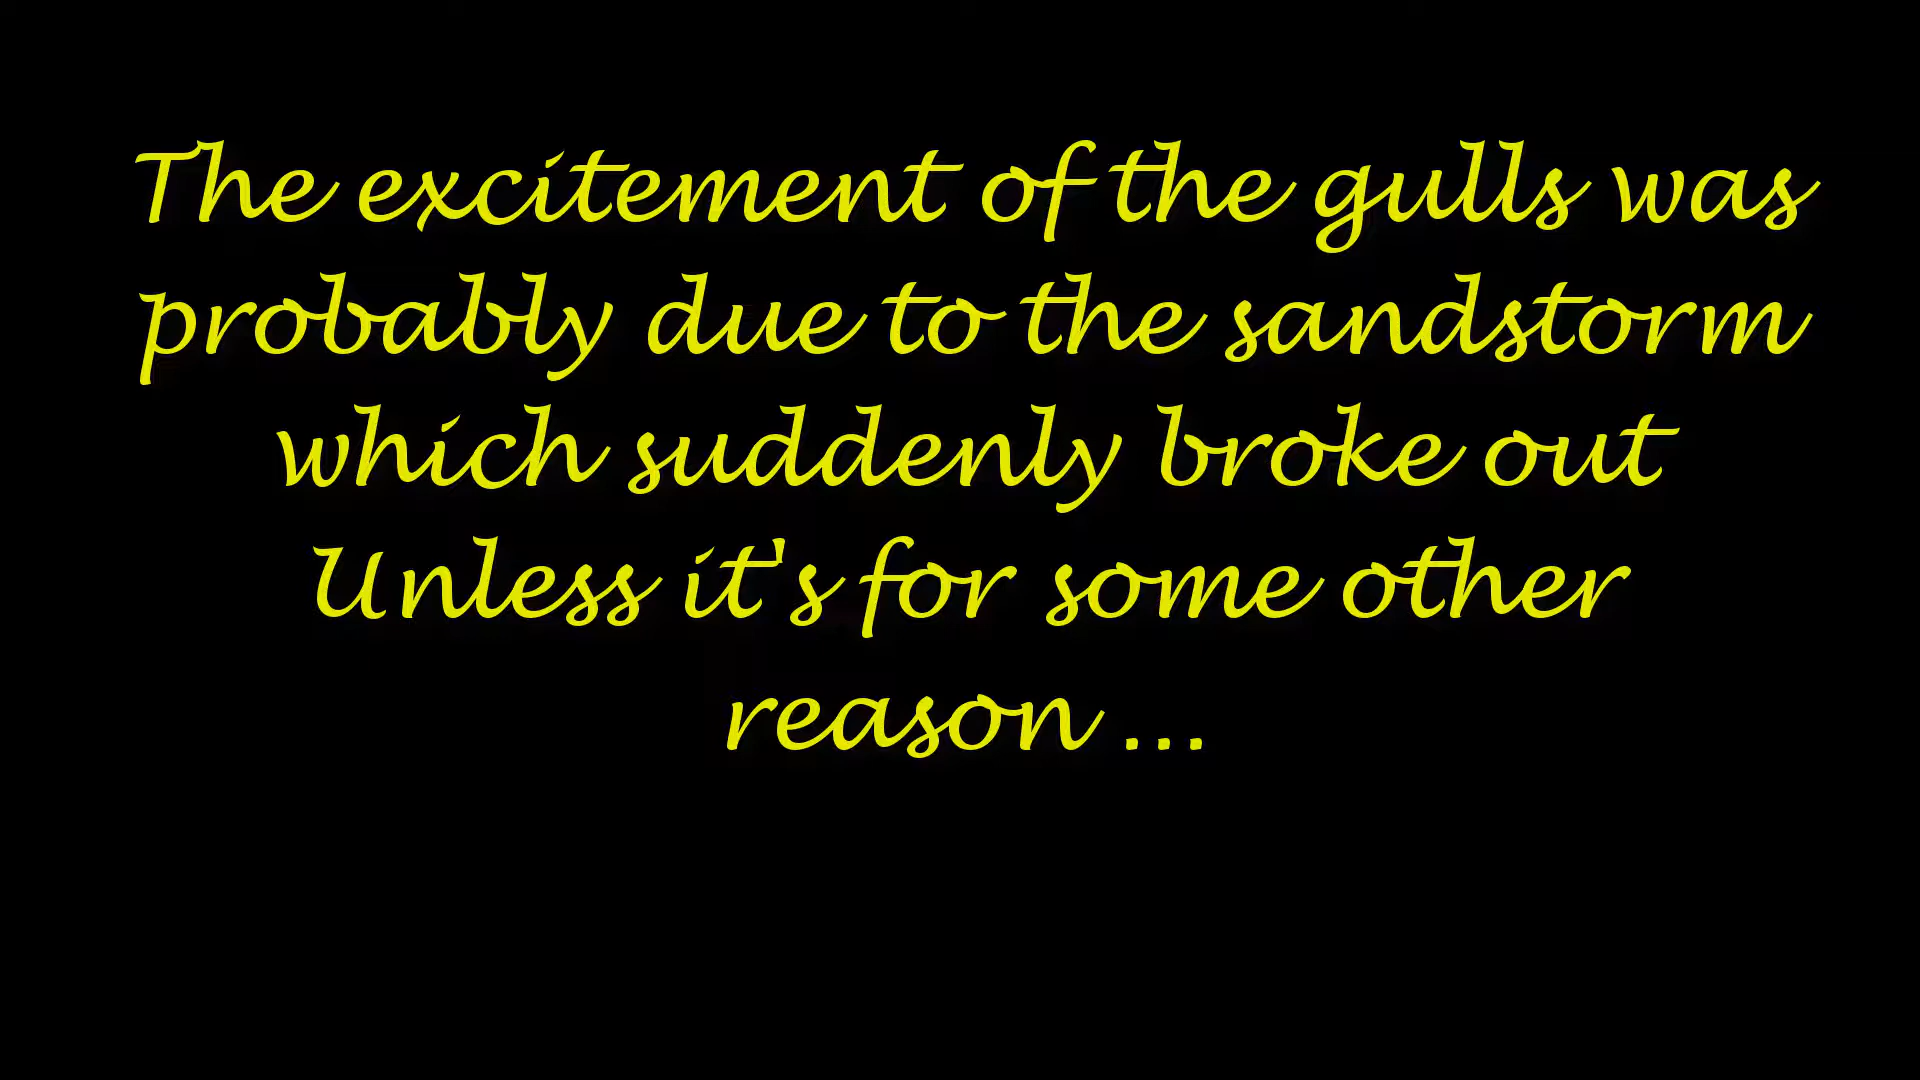 The excitement of the gulls was
probably due to the sandstorm
which suddenly broke out
Unless it's for some other
reason ...